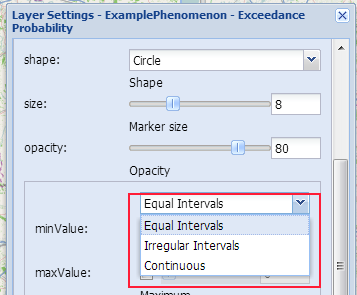 Layer Settings - ExamplePhenomenon - Exceedance
Probability
shape:
Circle
Shape
size:
8
Marker size
opacity:
80
Opacity
Equal Intervals
minValue:
Equal Intervals
Irregular Intervals
Continuous
maxValue: